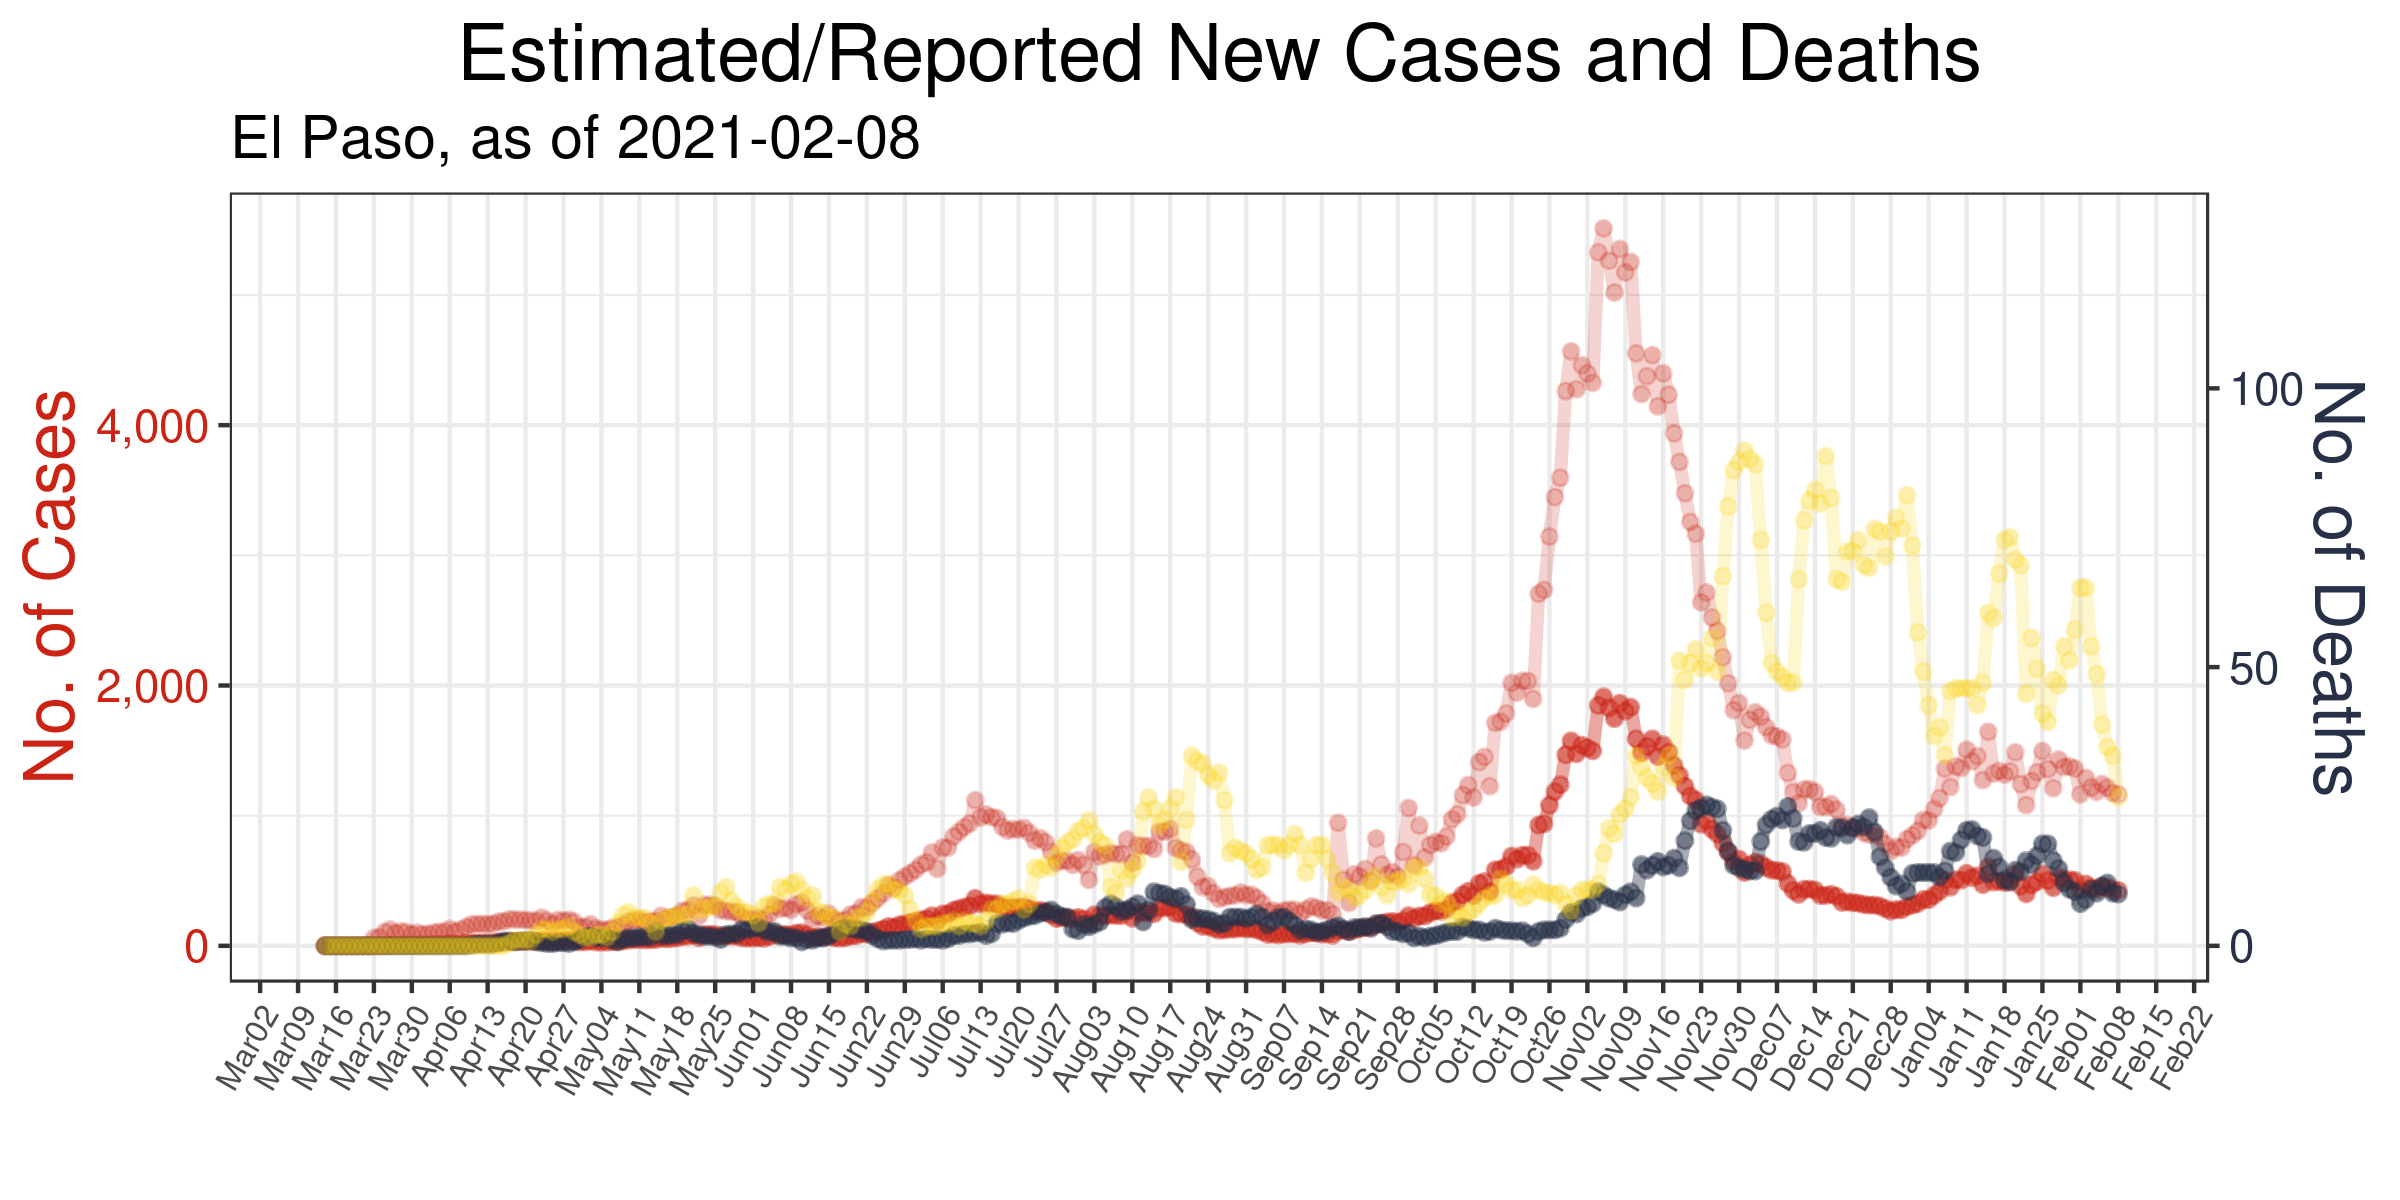 Estimated/Reported New Cases and Deaths
El Paso, as of 2021-02-08
No. of Cases
4,000
2,000
0
100
50
0
No. of Deaths
Mar02
Mar09
Mar16
Mar23
Mar30
Apr06
Apr13
Apr20
Apr27
May04
May11
May18
May25
Jun01
Jun08
Jun15
Jun22
Jun29
Jul06
Jul13
Jul20
Jul27
Aug03
Aug10
Aug17
Aug24
Aug31
Sep07
Sep14
Sep21
Sep28
Oct05
Oct12
Oct19
Oct26
Nov02
Nov09
Nov16
Nov23
Nov30
Dec07
Dec14
Dec21
Dec28
Jan04
Jan11
Jan18
Jan25
Feb01
Feb08
Feb15
Feb22